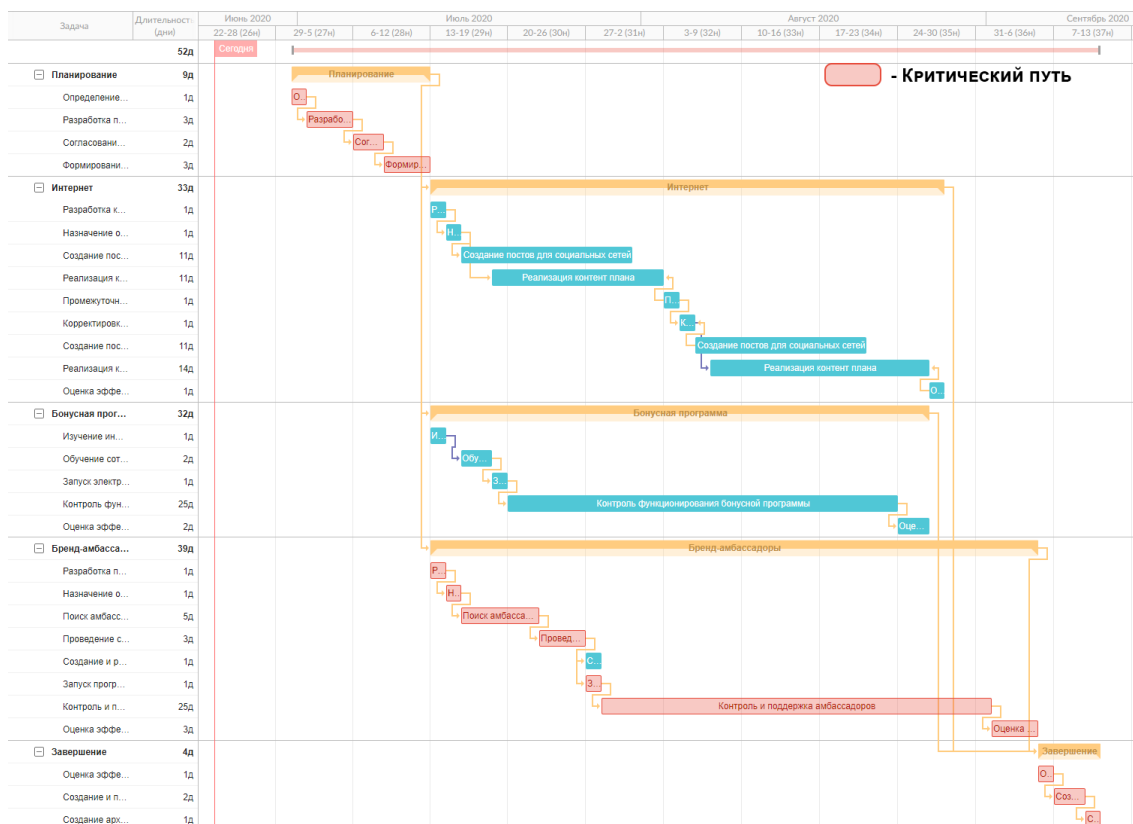 Задача
Длительность (дни)
Июнь 2020
Июль 2020
Август 2020
Сентябрь 2020
22-28 (26н)
29-5 (27н)
6-12 (28н)
13-19 (29н)
20-26 (30н)
27-2 (31н)
3-9 (32н)
10-16 (33н)
17-23 (34н)
24-30 (35н)
31-6 (36н)
7-13 (37н)
52д
Сегодня
Планирование 9д
Планирование
- Критический путь
Определение... 1д
О...
Разработка п... 3д
Разрабо...
Согласовани... 2д
Сог...
Формировани... 3д
Формир...
Интернет 33д
Интернет
Разработка к... 1д
Р...
Назначение о... 1д
Н...
Создание пос... 11д
Создание постов для социальных сетей
Реализация к... 11д
Реализация контент плана
Промежуточн... 1д
П...
Корректировк... 1д
К...
Создание пос... 11д
Создание постов для социальных сетей
Реализация к... 14д
Реализация контент плана
Оценка эффе... 1д
О...
Бонусная прог... 32д
Бонусная программа
Изучение ин... 1д
И...
Обучение сот... 2д
Обу...
Запуск электр... 1д
З...
Контроль фун... 25д
Контроль функционирования бонусной программы
Оценка эффе... 2д
Оце...
Бренд-амбасса... 39д
Бренд-амбассадоры
Разработка п... 1д
Р...
Назначение о... 1д
Н...
Поиск амбасс... 5д
Поиск амбасса...
Проведение с... 3д
Провед...
Создание и р... 1д
С...
Запуск прогр... 1д
З...
Контроль и п... 25д
Контроль и поддержка амбассадоров
Оценка эффе... 3д
Оценка ...
Завершение 4д
Завершение
Оценка эффе... 1д
О...
Создание и п... 2д
Соз...
Создание арх... 1д
С...